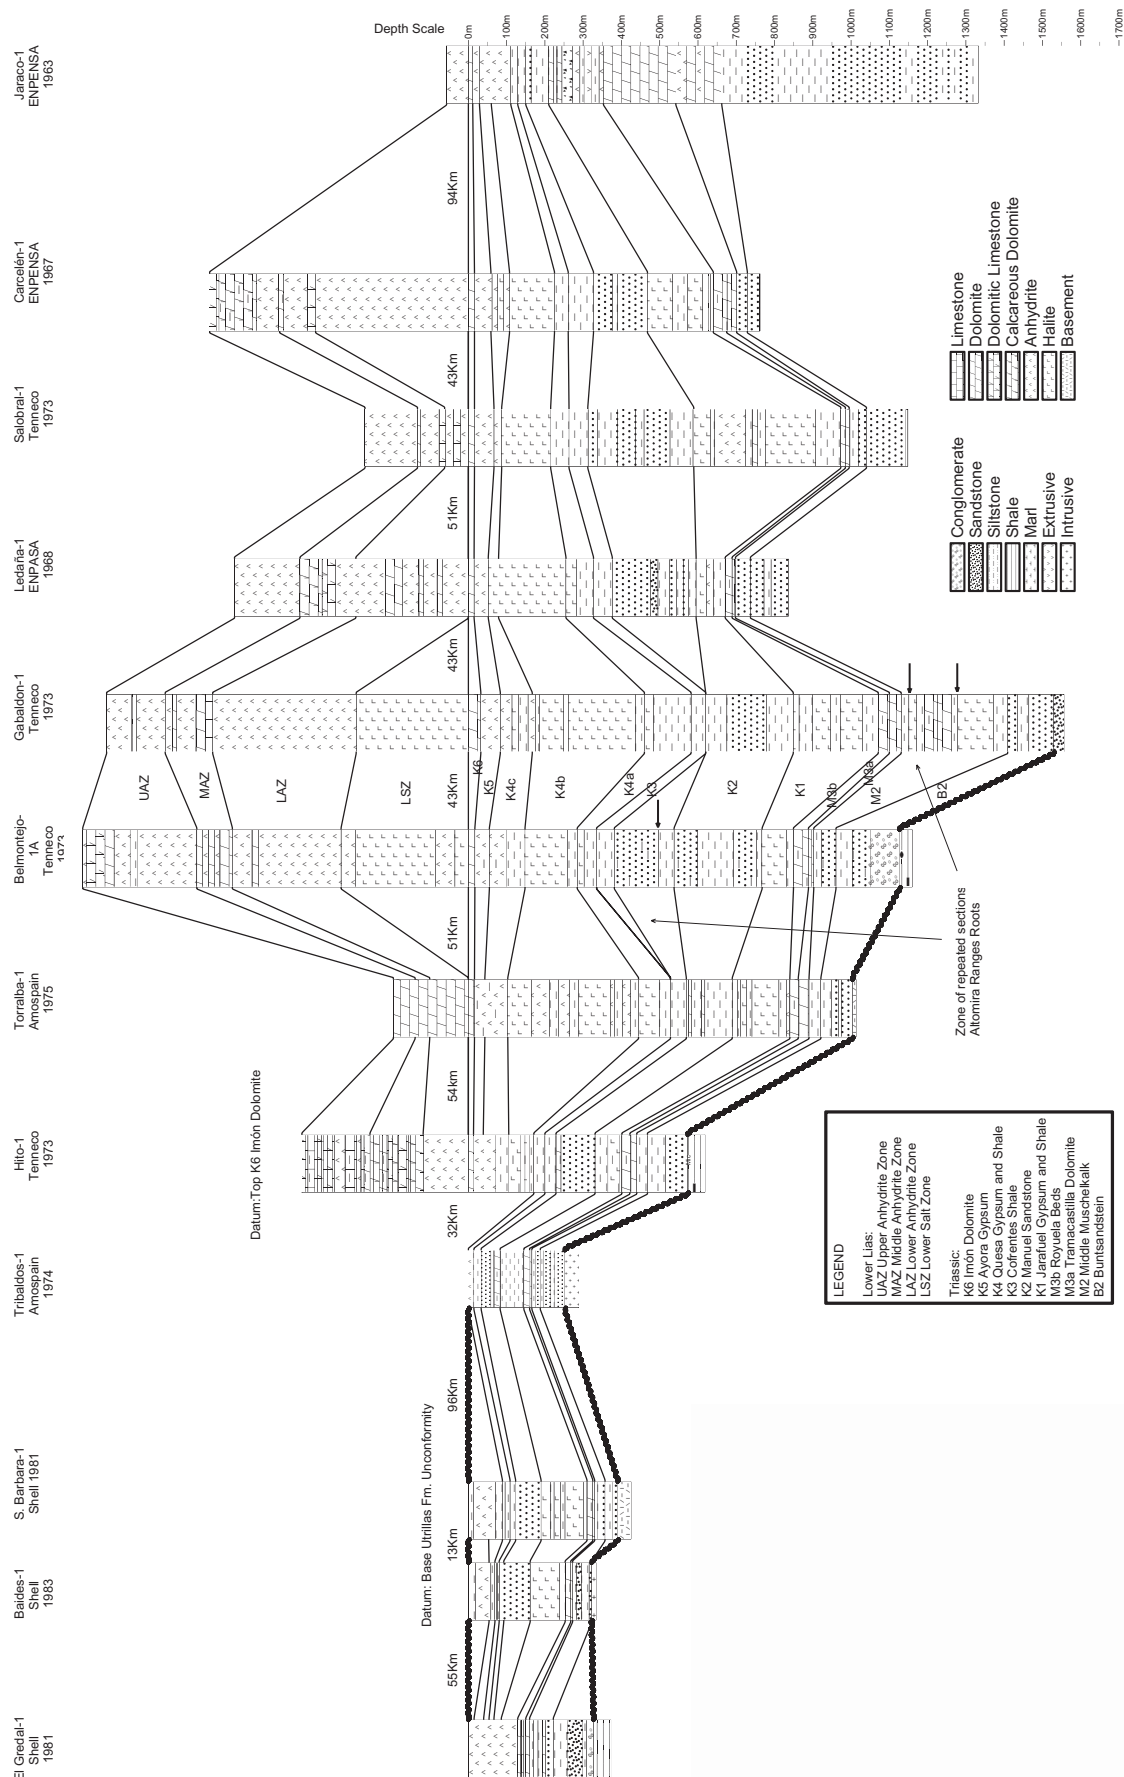 Depth Scale
0m
100m
200m
300m
400m
500m
600m
700m
800m
900m
1000m
1100m
1200m
1300m
1400m
1500m
1600m
1700m
El Gredal-1
Shell
1981
Baides-1
Shell
1983
S. Barbara-1
Shell 1981
Tribaldos-1
Amospain
1974
Hito-1
Tenneco
1973
Torralba-1
Amospain
1975
Belmontejo-
1A
Tenneco
1973
Gabaldon-1
Tenneco
1973
Ledaña-1
ENPASA
1968
Salobral-1
Tenneco
1973
Carcelén-1
ENPENSA
1967
Jaraco-1
ENPENSA
1963
55Km
13Km
96Km
32Km
54km
51Km
43Km
43Km
51Km
43Km
94Km
Datum: Base Utrillas Fm. Unconformity
Datum:Top K6 Imón Dolomite
UAZ
MAZ
LAZ
LSZ
K6
K5
K4c
K4b
K4a
K3
K2
K1
M3b
M3a
M2
B2
Zone of repeated sections
Altomira Ranges Roots
LEGEND
Lower Lias:
UAZ Upper Anhydrite Zone
MAZ Middle Anhydrite Zone
LAZ Lower Anhydrite Zone
LSZ Lower Salt Zone
Triassic:
K6 Imón Dolomite
K5 Ayora Gypsum
K4 Quesa Gypsum and Shale
K3 Cofrentes Shale
K2 Manuel Sandstone
K1 Jarafuel Gypsum and Shale
M3b Royuela Beds
M3a Tramacastilla Dolomite
M2 Middle Muschelkalk
B2 Buntsandstein
Conglomerate
Sandstone
Siltstone
Shale
Marl
Extrusive
Intrusive
Limestone
Dolomite
Dolomitic Limestone
Calcareous Dolomite
Anhydrite
Halite
Basement